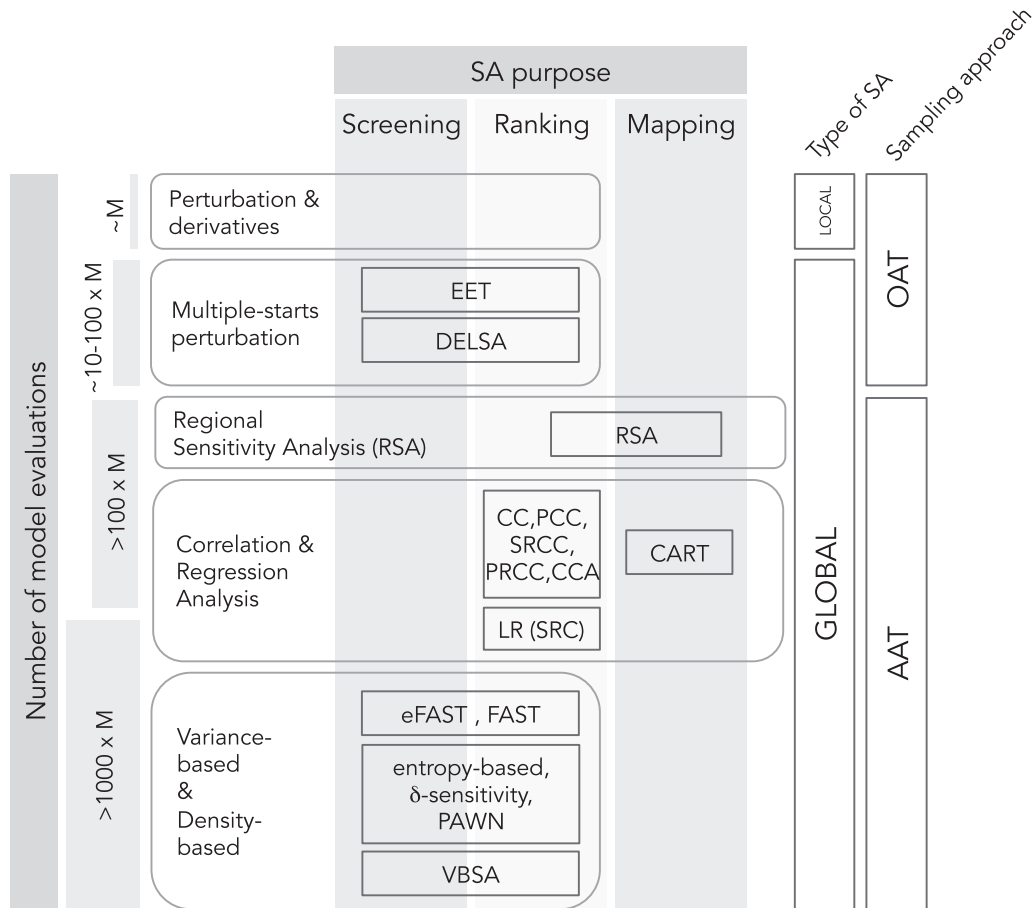 SA purpose
Screening
Ranking
Mapping
Type of SA
Sampling approach
Number of model evaluations
~M
Perturbation &
derivatives
LOCAL
OAT
~10-100 x M
Multiple-starts
perturbation
EET
DELSA
GLOBAL
>100 x M
Regional
Sensitivity Analysis (RSA)
RSA
AAT
Correlation &
Regression
Analysis
CC,PCC,
SRCC,
PRCC,CCA
CART
LR (SRC)
>1000 x M
Variance-
based
&
Density-
based
eFAST , FAST
entropy-based,
δ-sensitivity,
PAWN
VBSA